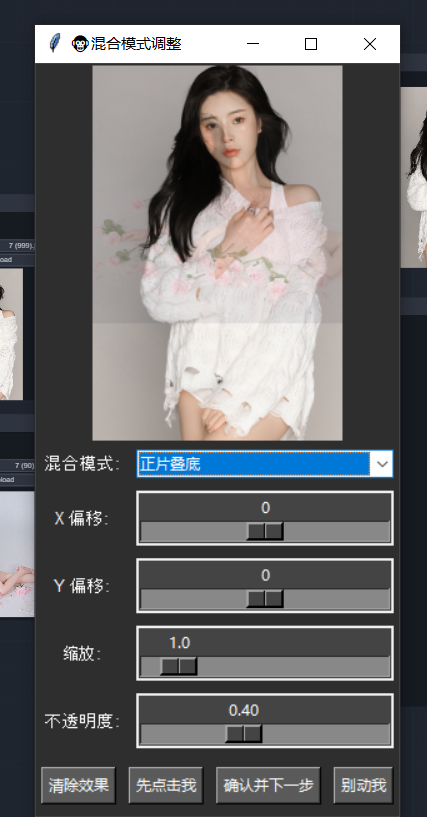 混合模式调整
7 (999).
load
7 (90)
pload
混合模式:
正片叠底
X 偏移:
0
Y 偏移:
0
缩放:
1.0
不透明度:
0.40
清除效果
先点击我
确认并下一步
别动我